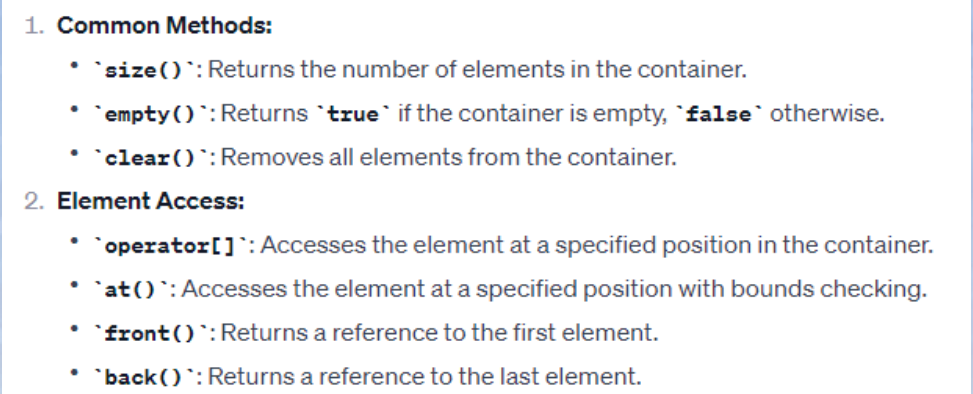 1. Common Methods:
• `size()`: Returns the number of elements in the container.
• `empty()`: Returns `true` if the container is empty, `false` otherwise.
• `clear()`: Removes all elements from the container.
2. Element Access:
• `operator[]`: Accesses the element at a specified position in the container.
• `at()`: Accesses the element at a specified position with bounds checking.
• `front()`: Returns a reference to the first element.
• `back()`: Returns a reference to the last element.